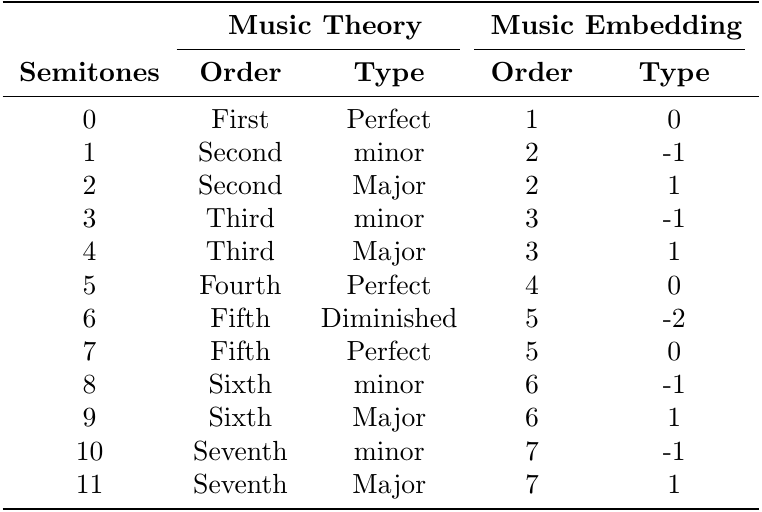 Music Theory Music Embedding
Semitones Order Type Order Type
0 First Perfect 1 0
1 Second minor 2 -1
2 Second Major 2 1
3 Third minor 3 -1
4 Third Major 3 1
5 Fourth Perfect 4 0
6 Fifth Diminished 5 -2
7 Fifth Perfect 5 0
8 Sixth minor 6 -1
9 Sixth Major 6 1
10 Seventh minor 7 -1
11 Seventh Major 7 1